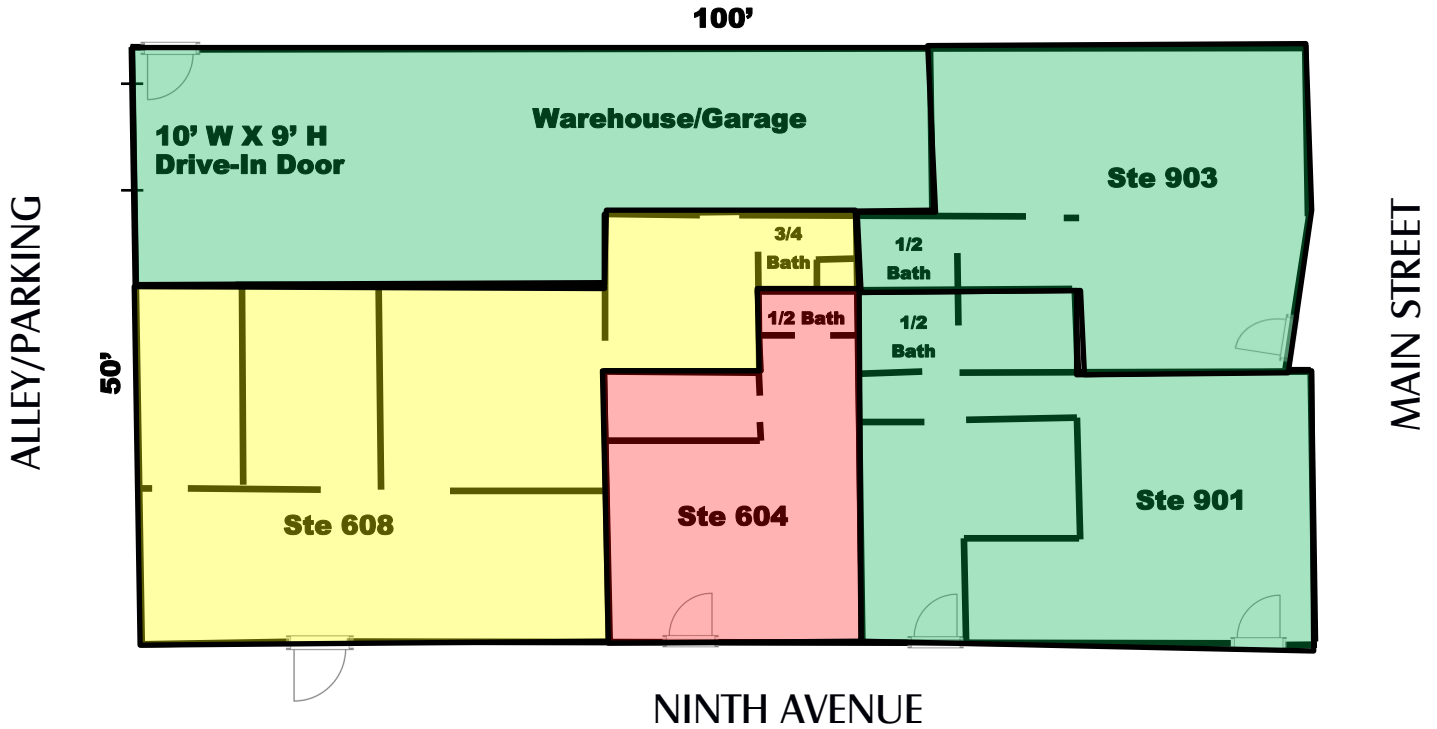 100’
10’ W X 9’ H
Drive-In Door
Warehouse/Garage
Ste 903
ALLEY/PARKING
MAIN STREET
3/4
Bath
1/2
Bath
1/2 Bath
1/2
Bath
50’
Ste 608
Ste 604
Ste 901
NINTH AVENUE